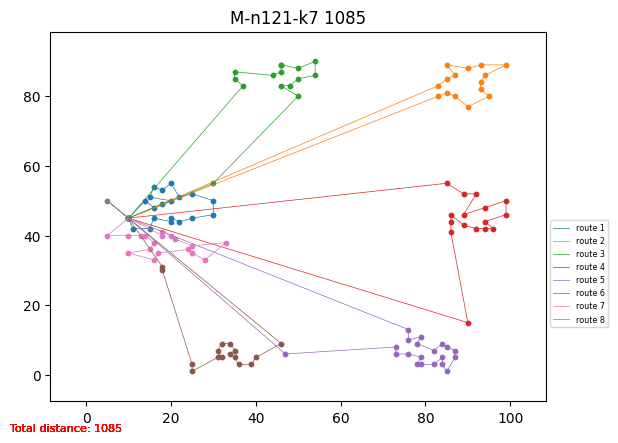 M-n121-k7 1085
80
60
40
20
0
0 20 40 60 80 100
route 1
route 2
route 3
route 4
route 5
route 6
route 7
route 8
Total distance: 1085